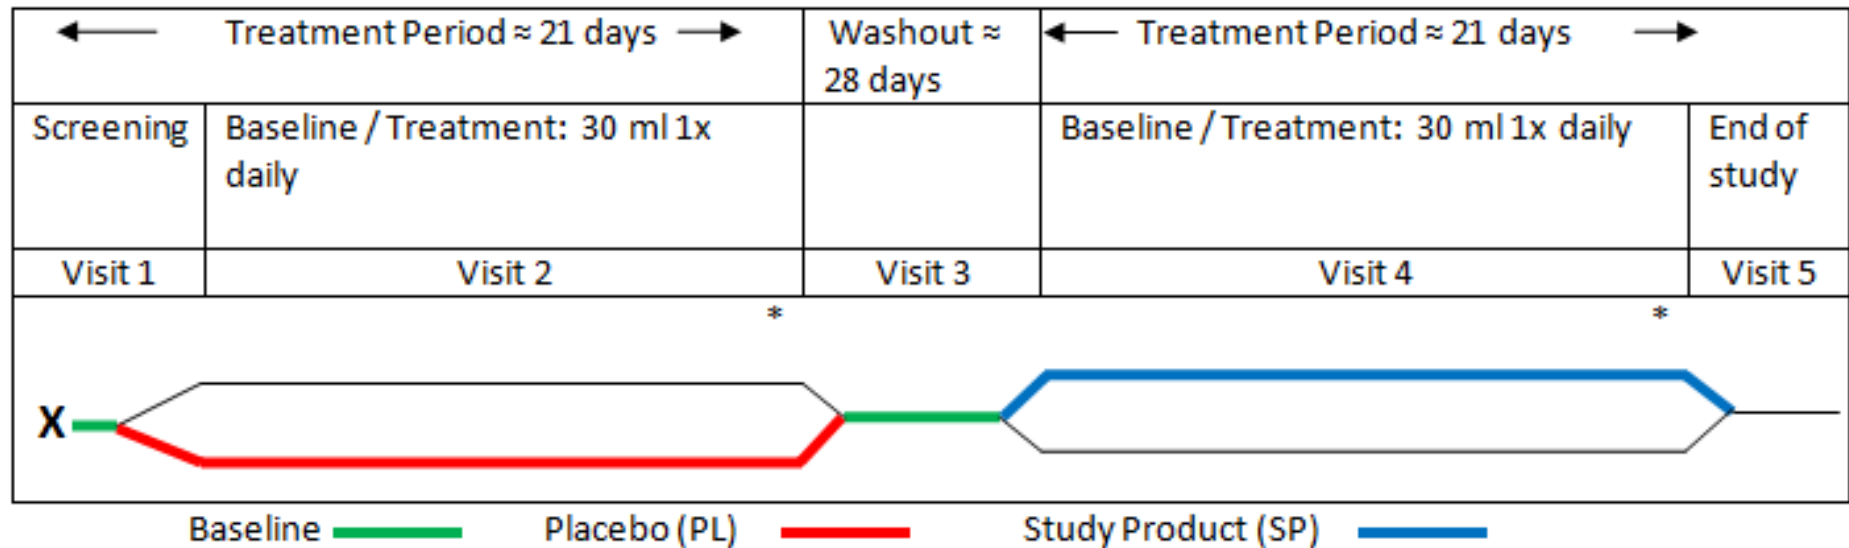 Treatment Period ≈ 21 days
Washout ≈
28 days
Treatment Period ≈ 21 days
Screening
Baseline / Treatment: 30 ml 1x
daily
Baseline / Treatment: 30 ml 1x daily
End of
study
Visit 1
Visit 2
Visit 3
Visit 4
Visit 5
*
*
X
Baseline
Placebo (PL)
Study Product (SP)